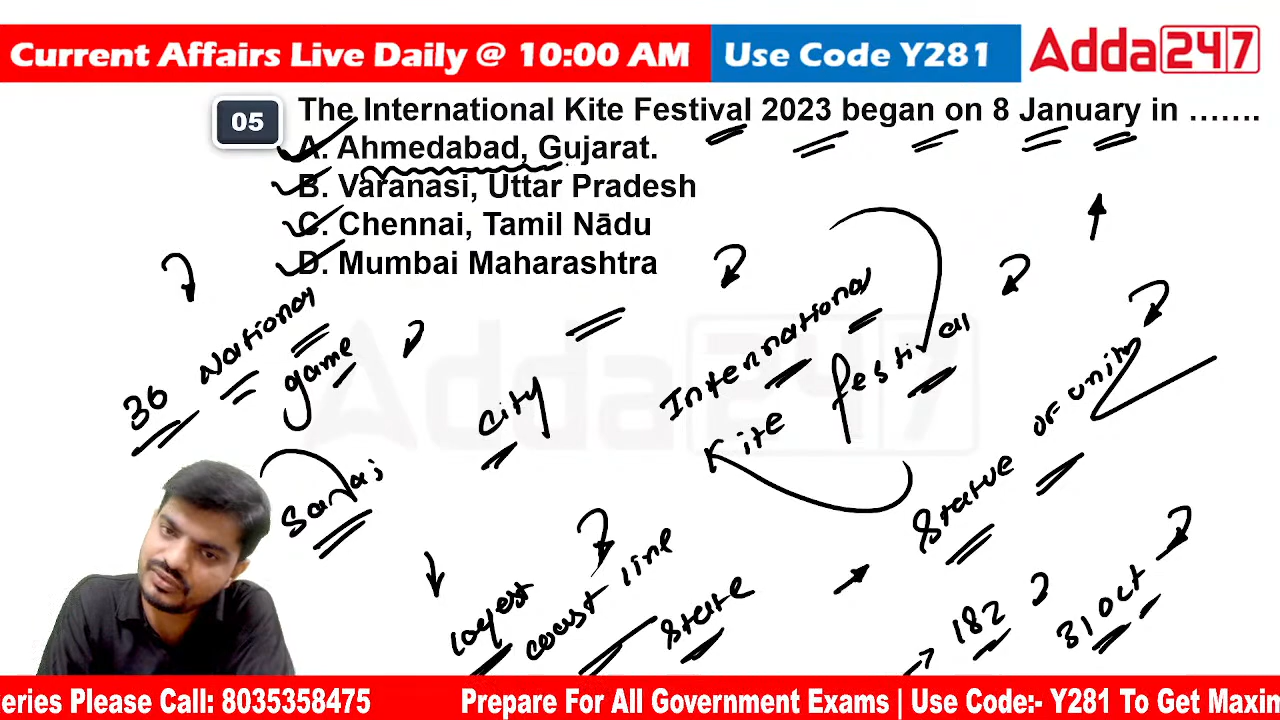 Current Affairs Live Daily @ 10:00 AM
Use Code Y281
Adda247
05
The International Kite Festival 2023 began on 8 January in …….
A. Ahmedabad, Gujarat.
B. Varanasi, Uttar Pradesh
C. Chennai, Tamil Nādu
D. Mumbai Maharashtra
36 National
game
city
International
Kite festival
Statue of unity
coast line
state
182
31 Oct
Adda247
eries Please Call: 8035358475
Prepare For All Government Exams | Use Code:- Y281 To Get Maxin